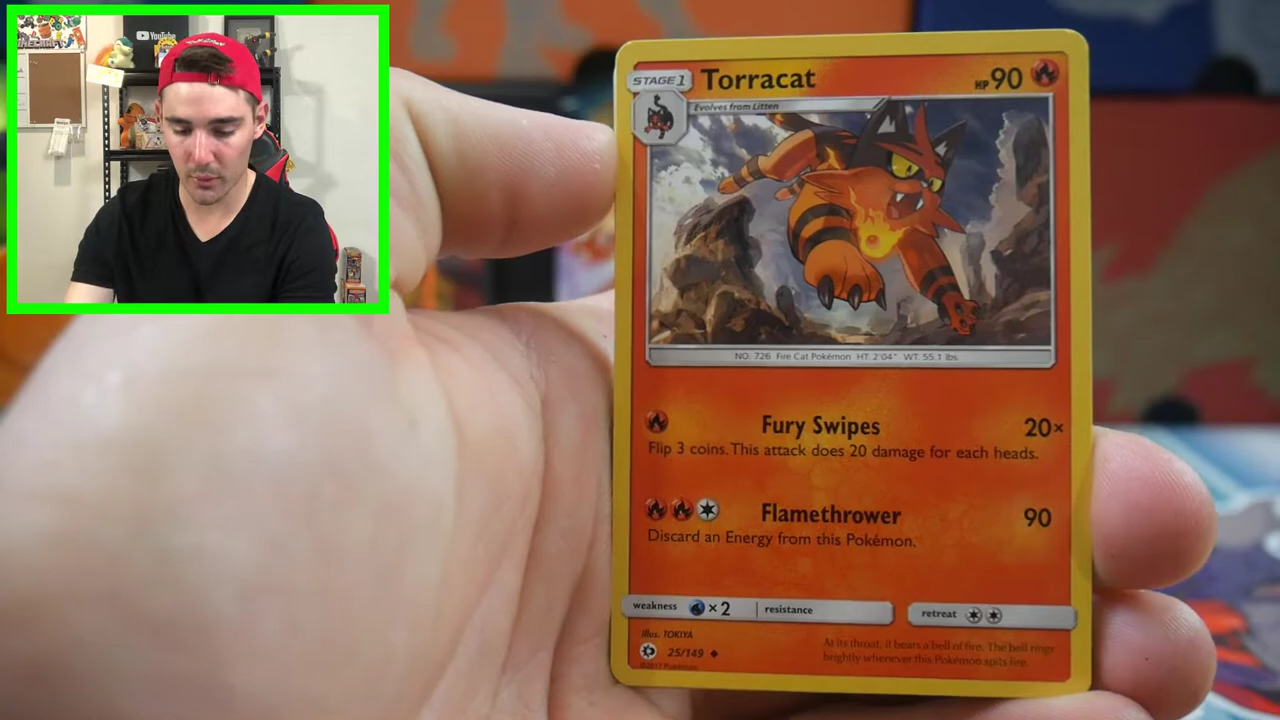 YouTube
STAGE 1 Torracat HP 90
Evolves from Litten
NO. 726 Fire Cat Pokémon HT. 2'04" WT. 55.1 lbs.
Fury Swipes 20×
Flip 3 coins. This attack does 20 damage for each heads.
Flamethrower 90
Discard an Energy from this Pokémon.
weakness ×2 resistance retreat
Illus. TOKIYA
25/149
©2017 Pokémon
At its throat, it bears a bell of fire. The bell rings
brightly whenever this Pokémon spits fire.